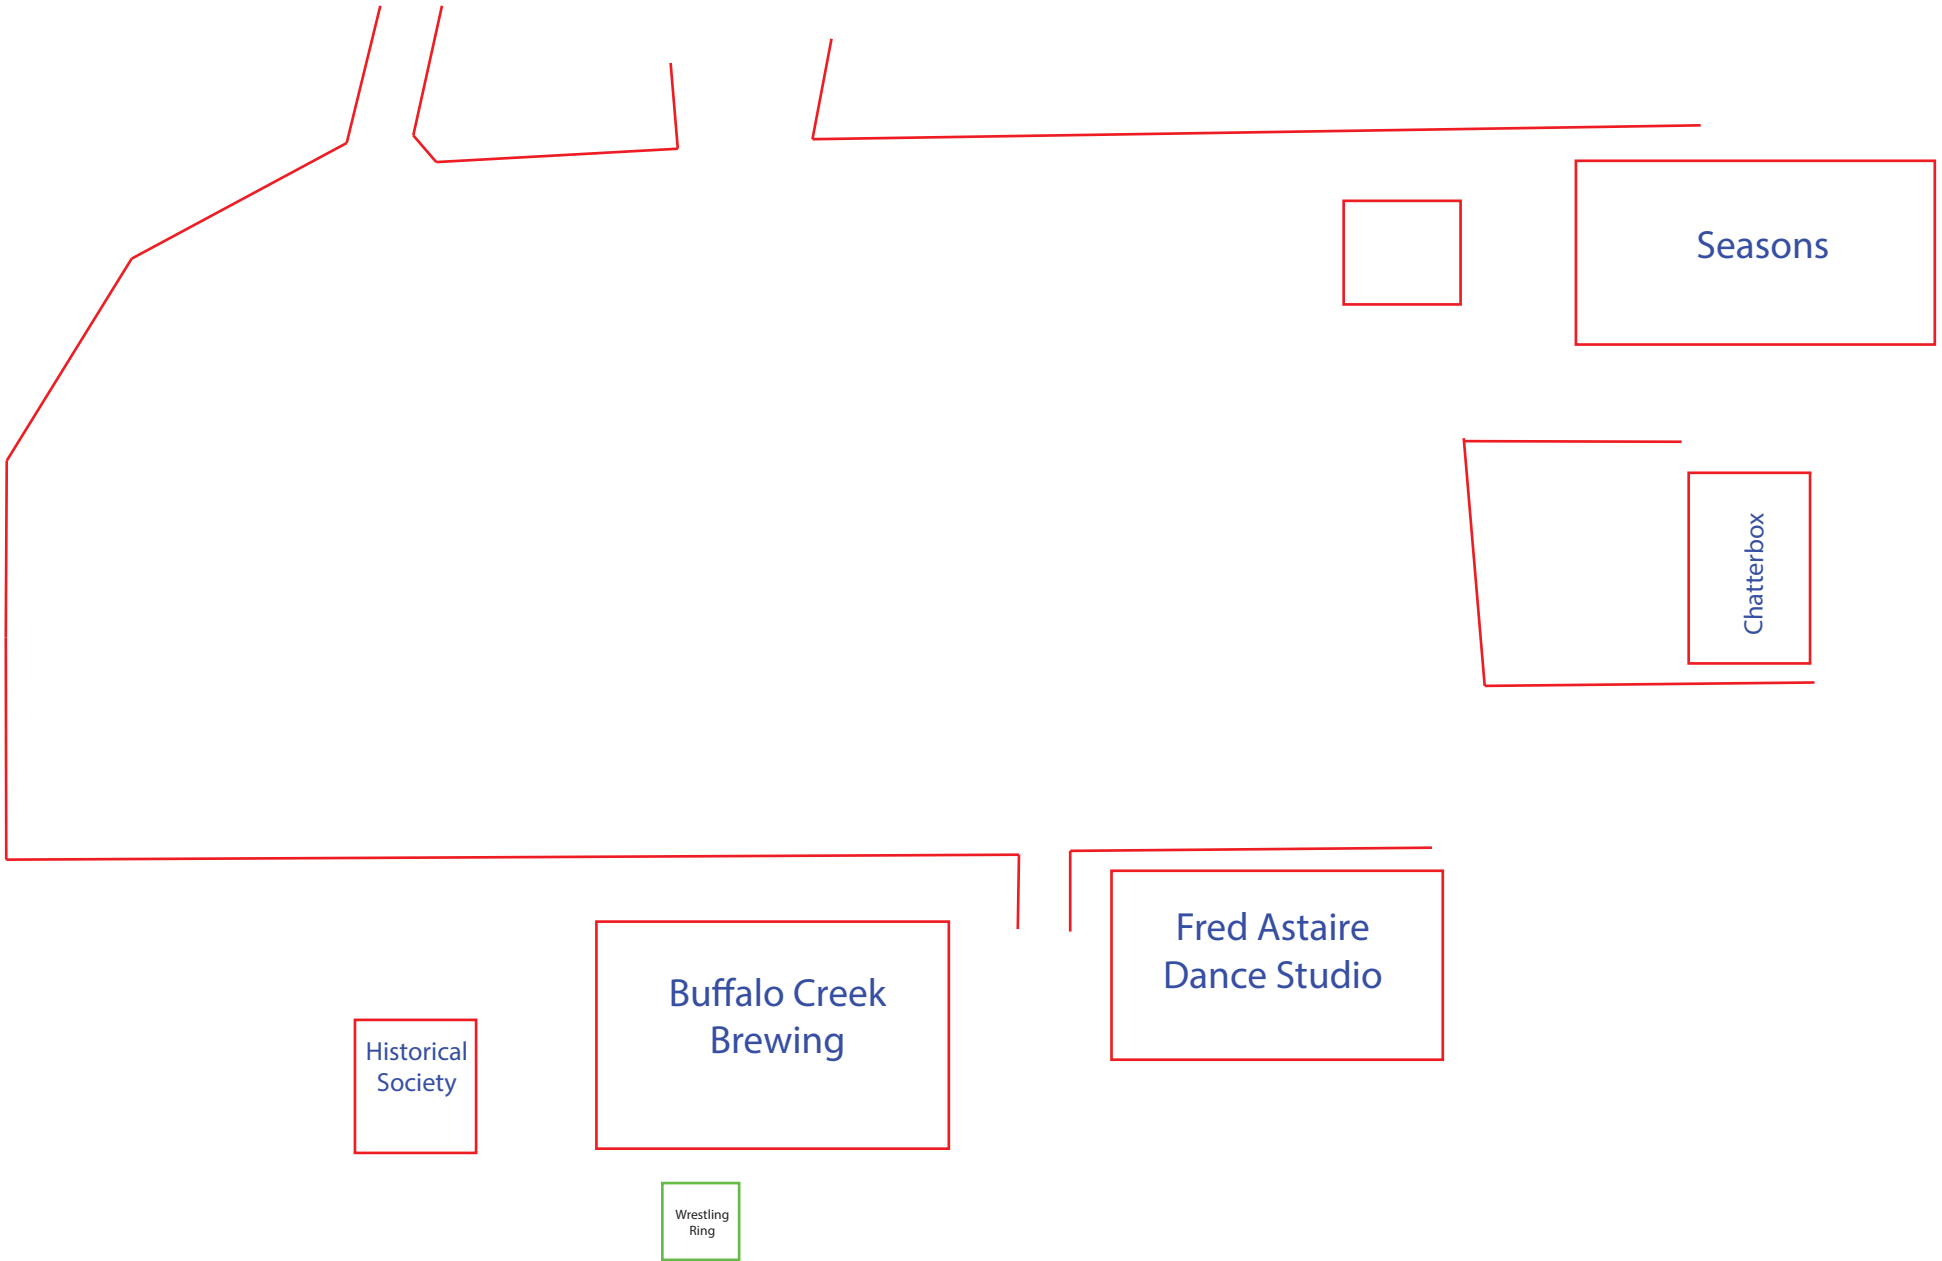 Seasons
Chatterbox
Fred Astaire
Dance Studio
Buffalo Creek
Brewing
Historical
Society
Wrestling
Ring